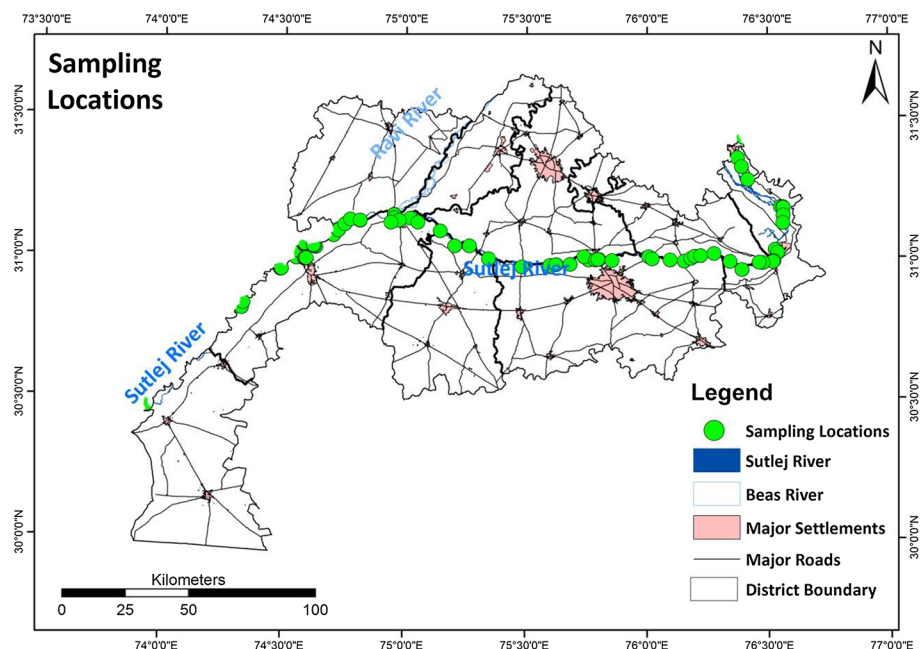 73°30'0"E 74°0'0"E 74°30'0"E 75°0'0"E 75°30'0"E 76°0'0"E 76°30'0"E 77°0'0"E
Sampling
Locations
N
31°30'0"N 31°30'0"N
Ravi River
31°0'0"N 31°0'0"N
Sutlej River
Sutlej River
30°30'0"N 30°30'0"N
Legend
Sampling Locations
Sutlej River
Beas River
Major Settlements
Major Roads
District Boundary
30°0'0"N 30°0'0"N
Kilometers
0 25 50 100
74°0'0"E 74°30'0"E 75°0'0"E 75°30'0"E 76°0'0"E 76°30'0"E 77°0'0"E